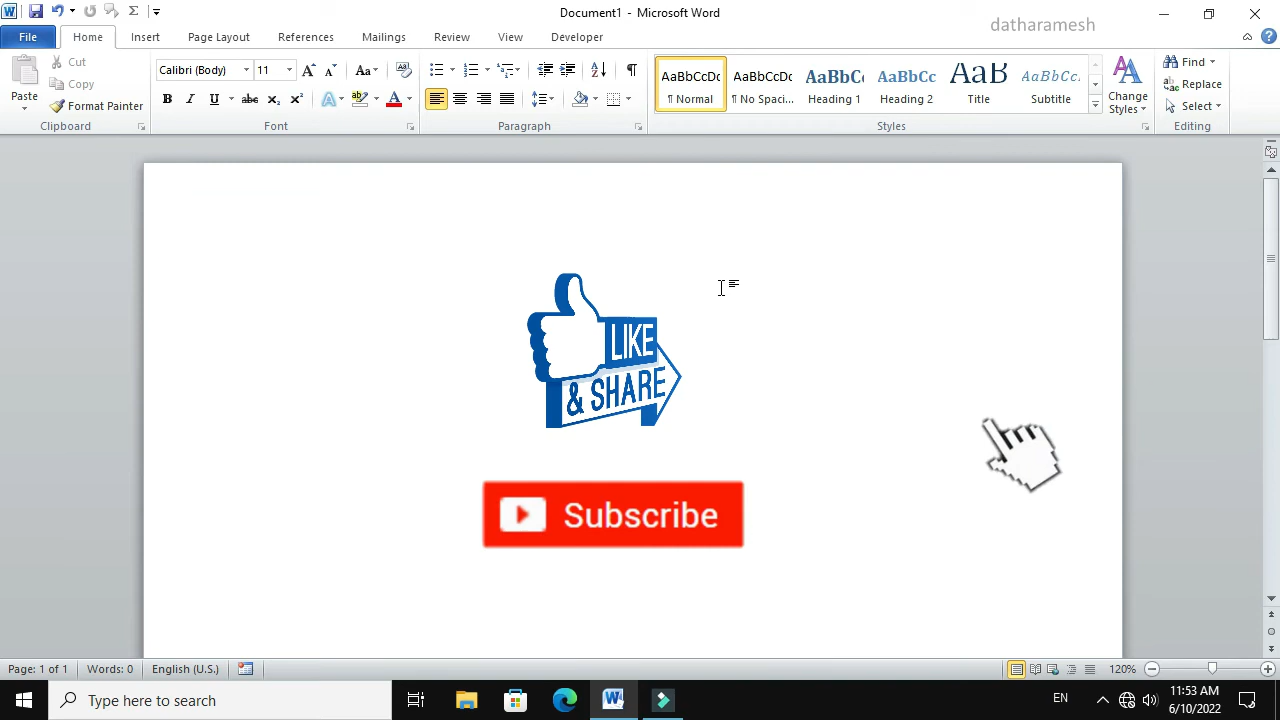 Document1 - Microsoft Word
datharamesh
File Home Insert Page Layout References Mailings Review View Developer
Paste
Cut
Copy
Format Painter
Clipboard
Calibri (Body) 11
Font
Paragraph
AaBbCcDc AaBbCcDc AaBbC AaBbCc AaB AaBbCc.
¶ Normal ¶ No Spaci... Heading 1 Heading 2 Title Subtitle
Change Styles
Styles
Find
Replace
Select
Editing
LIKE
& SHARE
Subscribe
Page: 1 of 1 Words: 0 English (U.S.) 120%
Type here to search
EN
11:53 AM
6/10/2022